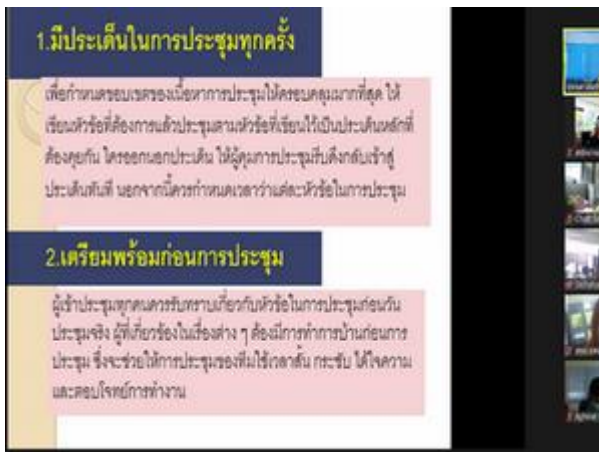 1.มีประเด็นในการประชุมทุกครั้ง
เพื่อกำหนดขอบเขตของเนื้อหาการประชุมให้ครอบคลุมมากที่สุด ให้
เขียนหัวข้อที่ต้องการแล้วประชุมตามหัวข้อที่เขียนไว้เป็นประเด็นหลักที่
ต้องคุยกัน ใครออกนอกประเด็น ให้ผู้คุมการประชุมรีบดึงกลับเข้าสู่
ประเด็นทันที นอกจากนี้ควรกำหนดเวลาว่าแต่ละหัวข้อในการประชุม
2.เตรียมพร้อมก่อนการประชุม
ผู้เข้าประชุมทุกคนควรรับทราบเกี่ยวกับหัวข้อในการประชุมก่อนวัน
ประชุมจริง ผู้ที่เกี่ยวข้องในเรื่องต่าง ๆ ต้องมีการทำการบ้านก่อนการ
ประชุม ซึ่งจะช่วยให้การประชุมของทีมใช้เวลาสั้น กระชับ ได้ใจความ
และตอบโจทย์การทำงาน